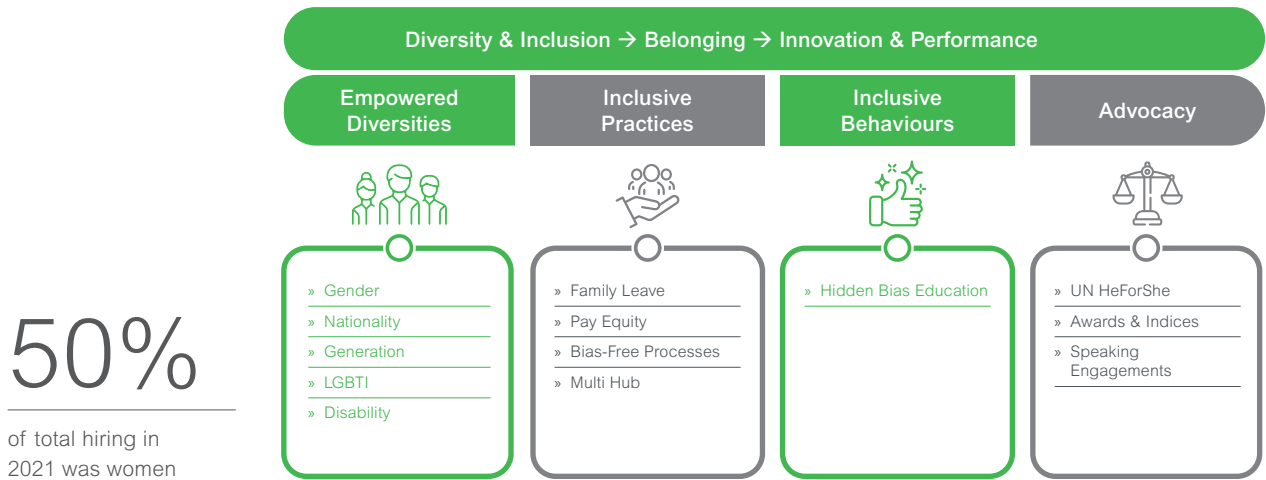 Diversity & Inclusion → Belonging → Innovation & Performance
Empowered
Diversities
Inclusive
Practices
Inclusive
Behaviours
Advocacy
» Gender
» Nationality
» Generation
» LGBTI
» Disability
» Family Leave
» Pay Equity
» Bias-Free Processes
» Multi Hub
» Hidden Bias Education
» UN HeForShe
» Awards & Indices
» Speaking
Engagements
50%
of total hiring in
2021 was women